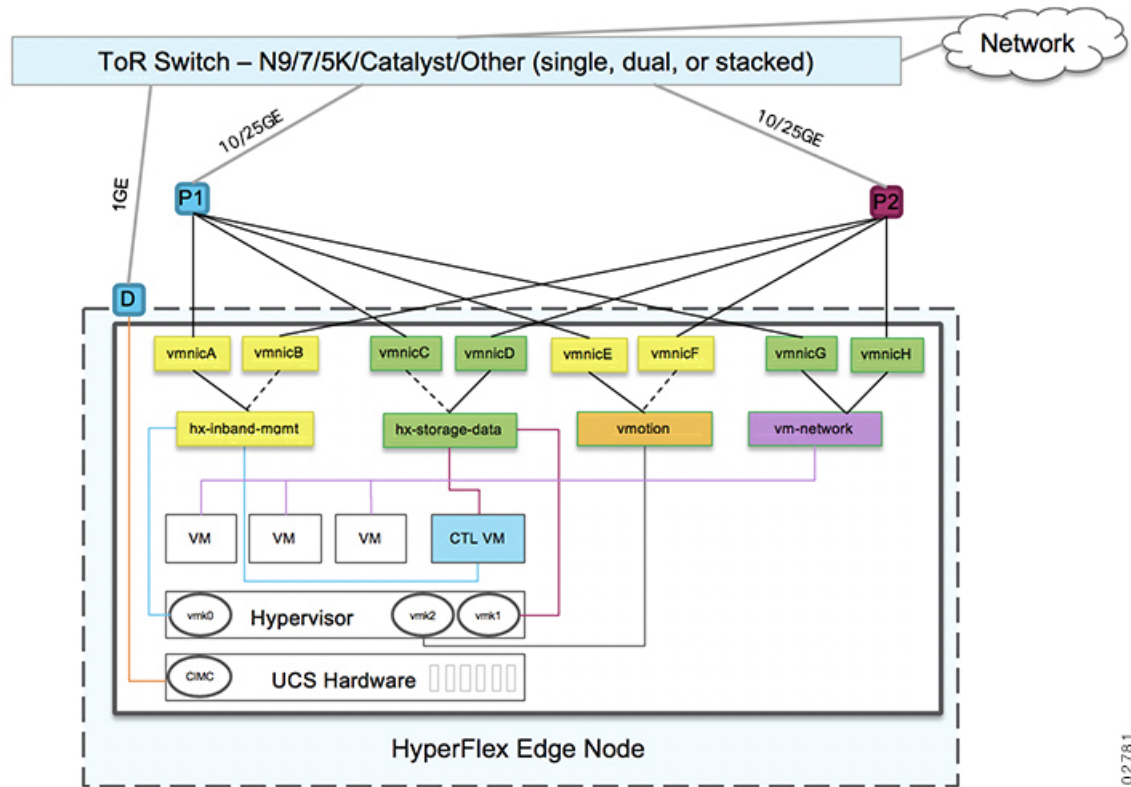 Network
ToR Switch – N9/7/5K/Catalyst/Other (single, dual, or stacked)
1GE
10/25GE
10/25GE
P1
P2
D
vmnicA
vmnicB
vmnicC
vmnicD
vmnicE
vmnicF
vmnicG
vmnicH
hx-inband-mgmt
hx-storage-data
vmotion
vm-network
VM
VM
VM
CTL VM
vmk0
Hypervisor
vmk2
vmk1
CIMC
UCS Hardware
HyperFlex Edge Node
02781